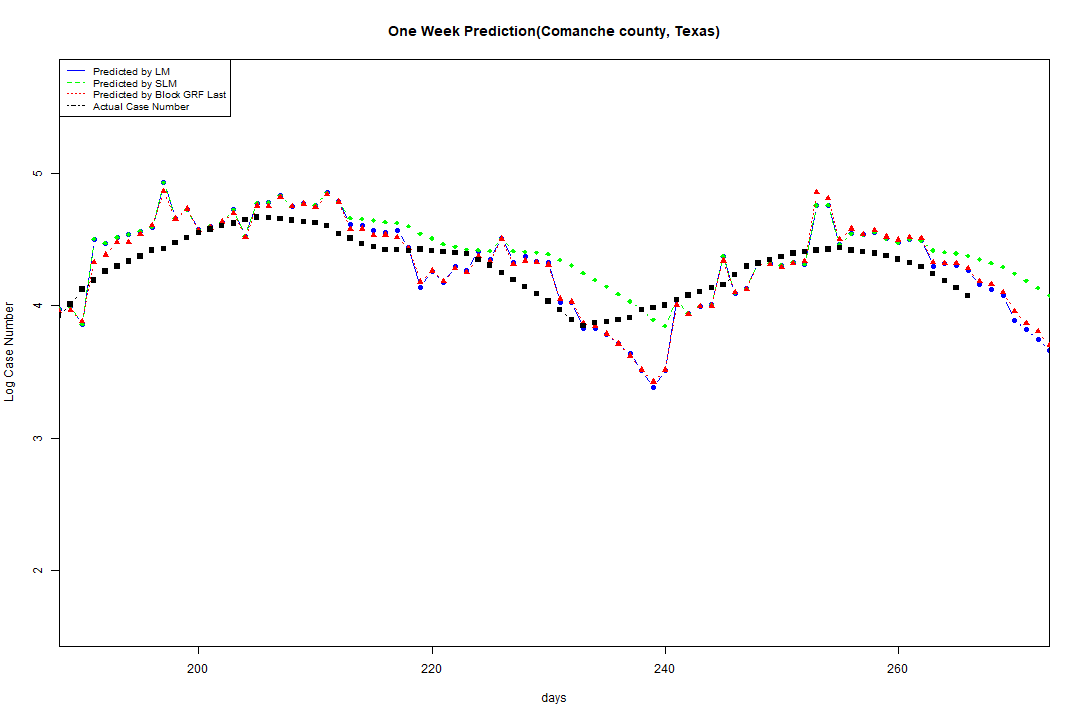 One Week Prediction(Comanche county, Texas)
Predicted by LM
Predicted by SLM
Predicted by Block GRF Last
Actual Case Number
5
4
3
2
Log Case Number
200 220 240 260
days